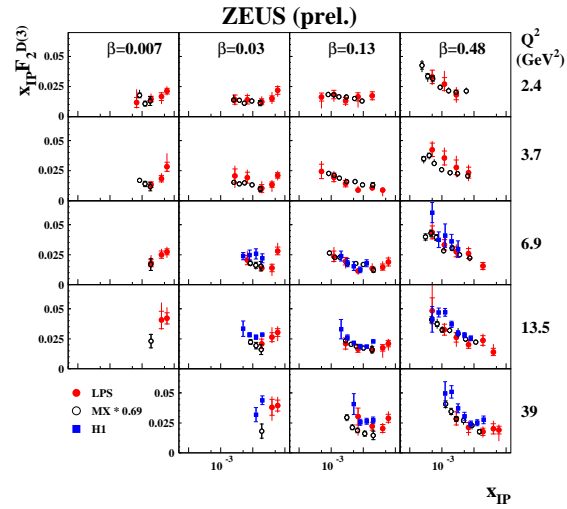 ZEUS (prel.)
x_IP F_2^D(3)
β=0.007 β=0.03 β=0.13 β=0.48
Q² (GeV²)
0.05
0.025
0
2.4
0.05
0.025
0
3.7
0.05
0.025
0
6.9
0.05
0.025
0
13.5
LPS
MX * 0.69
H1
0.05
0.025
0
39
10⁻³ 10⁻³ 10⁻³
x_IP